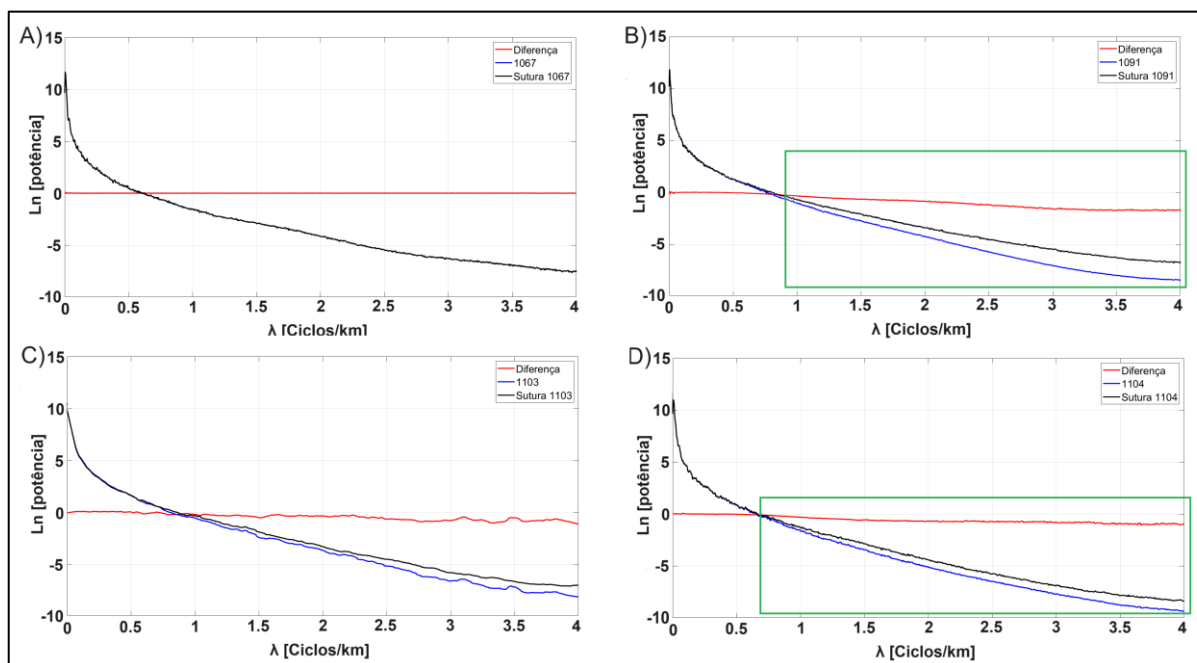 A)
15
10
5
0
-5
-10
Ln [potência]
0 0.5 1 1.5 2 2.5 3 3.5 4
λ [Ciclos/km]
Diferença
1067
Sutura 1067
B)
15
10
5
0
-5
-10
Ln [potência]
0 0.5 1 1.5 2 2.5 3 3.5 4
λ [Ciclos/km]
Diferença
1091
Sutura 1091
C)
15
10
5
0
-5
-10
Ln [potência]
0 0.5 1 1.5 2 2.5 3 3.5 4
λ [Ciclos/km]
Diferença
1103
Sutura 1103
D)
15
10
5
0
-5
-10
Ln [potência]
0 0.5 1 1.5 2 2.5 3 3.5 4
λ [Ciclos/km]
Diferença
1104
Sutura 1104